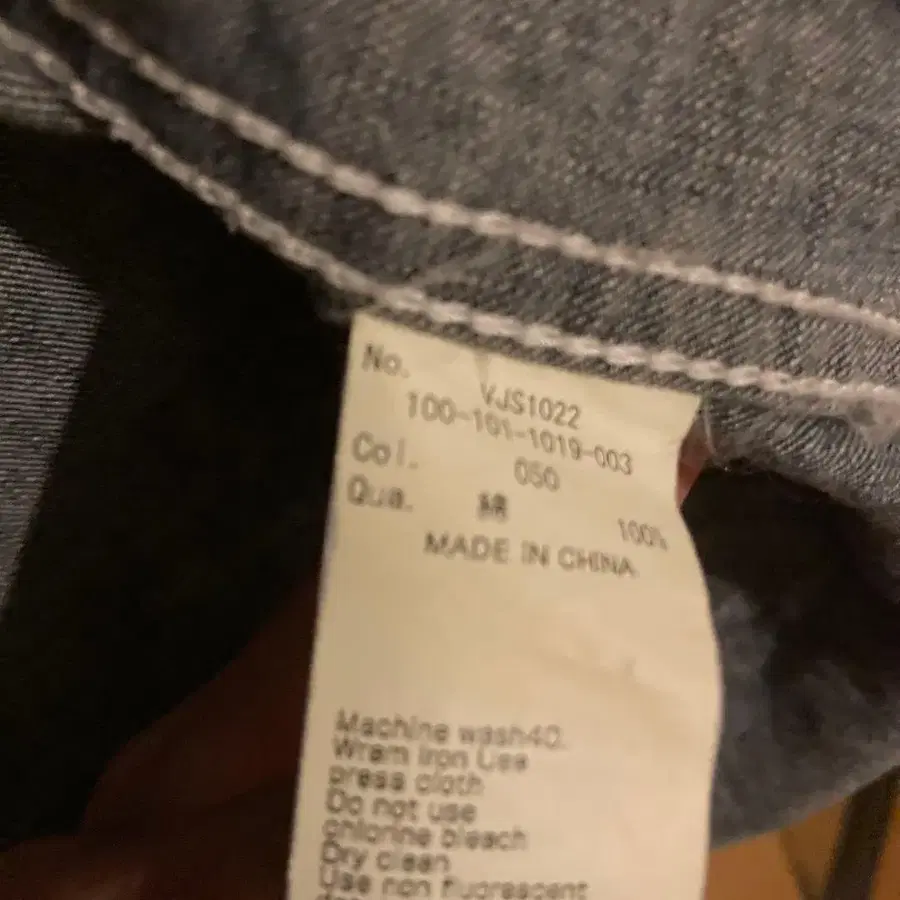 No.
VJS1022
100-101-1019-003
Col. 050
Qua. 綿 100%
MADE IN CHINA
Machine wash40.
Wram Iron Use
press cloth
Do not use
chlorine bleach
Dry clean
Use non fluorescent